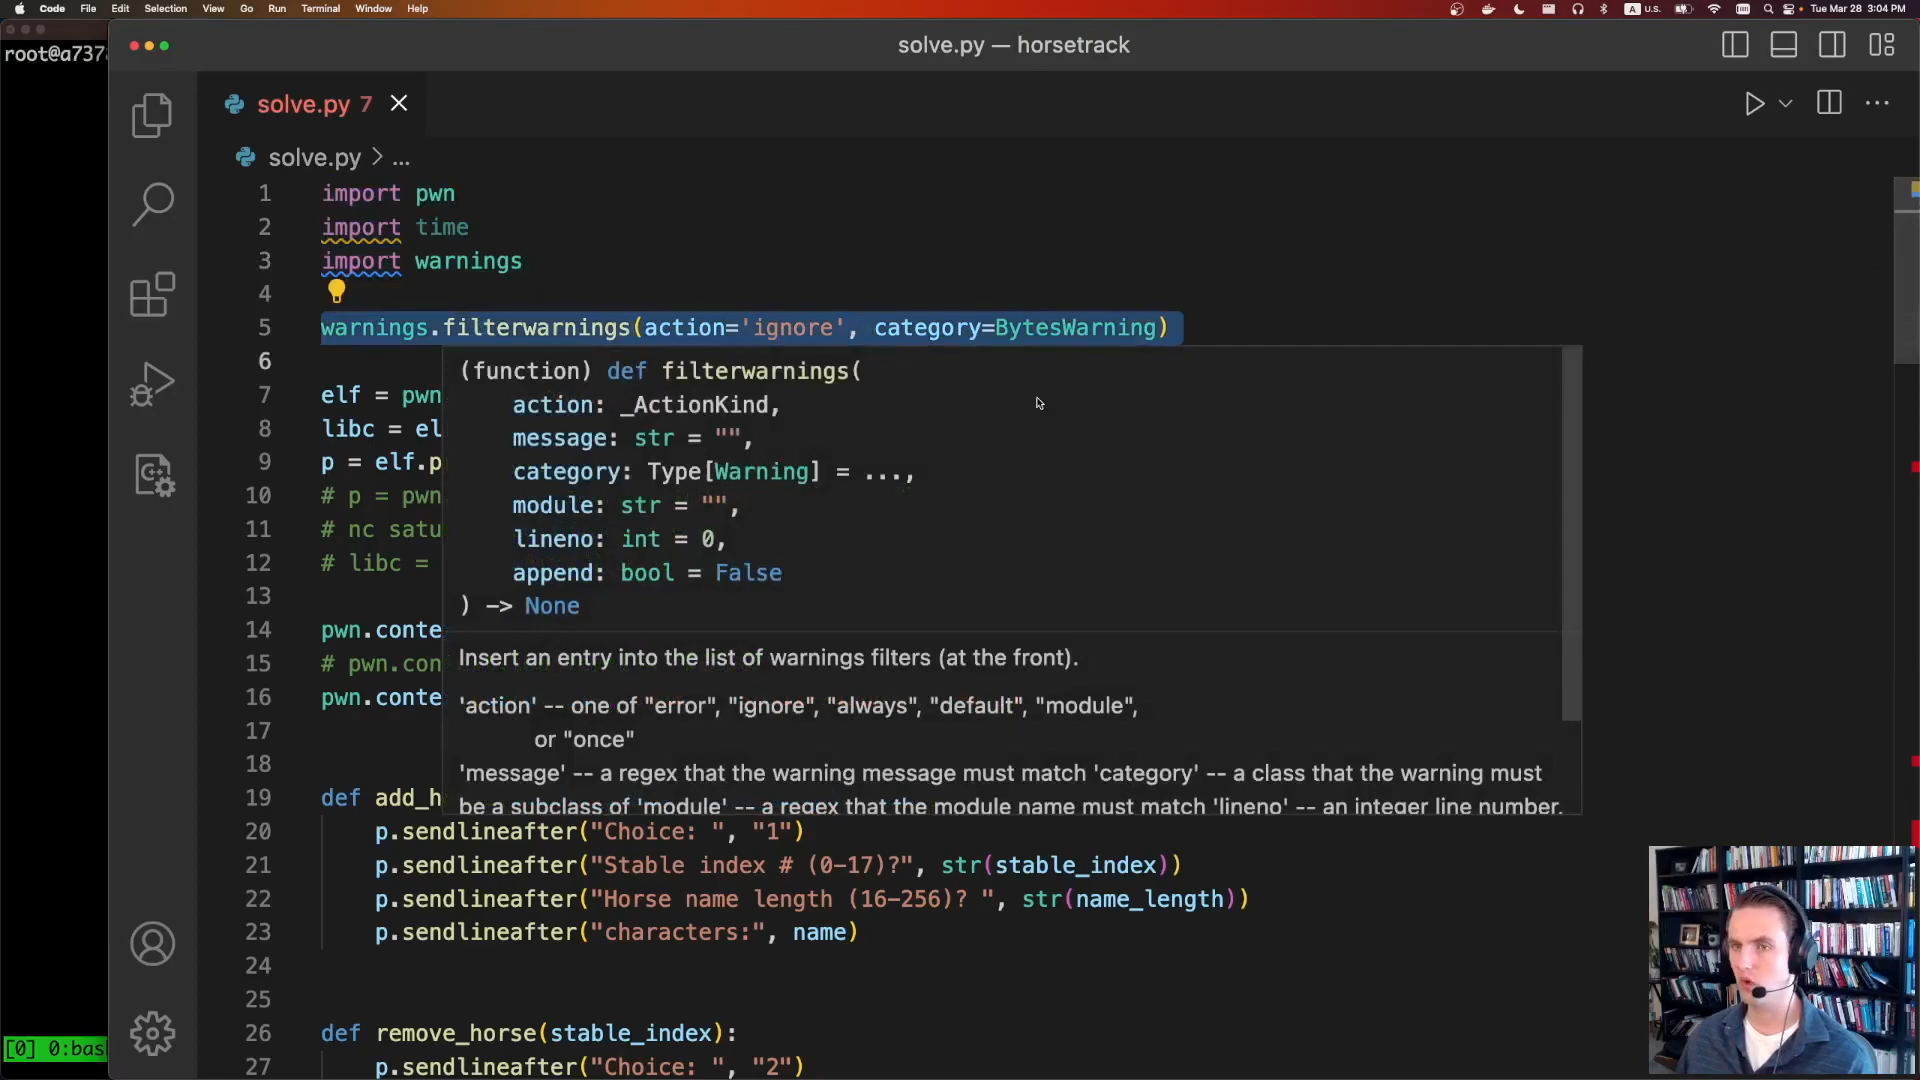 Code File Edit Selection View Go Run Terminal Window Help
A U.S. Tue Mar 28 3:04 PM
root@a737
solve.py — horsetrack
solve.py 7
solve.py > ...
1 import pwn
2 import time
3 import warnings
4
5 warnings.filterwarnings(action='ignore', category=BytesWarning)
6
(function) def filterwarnings(
7 elf = pwn
action: _ActionKind,
8 libc = el
message: str = "",
9 p = elf.p
category: Type[Warning] = ...,
10 # p = pwn
module: str = "",
11 # nc satu
lineno: int = 0,
12 # libc =
append: bool = False
13
) -> None
14 pwn.conte
Insert an entry into the list of warnings filters (at the front).
15 # pwn.con
16 pwn.conte
'action' -- one of "error", "ignore", "always", "default", "module",
17
or "once"
18
'message' -- a regex that the warning message must match 'category' -- a class that the warning must
19 def add_h
be a subclass of 'module' -- a regex that the module name must match 'lineno' -- an integer line number,
20 p.sendlineafter("Choice: ", "1")
21 p.sendlineafter("Stable index # (0-17)?", str(stable_index))
22 p.sendlineafter("Horse name length (16-256)? ", str(name_length))
23 p.sendlineafter("characters:", name)
24
25
26 def remove_horse(stable_index):
27 p.sendlineafter("Choice: ", "2")
[0] 0:bas